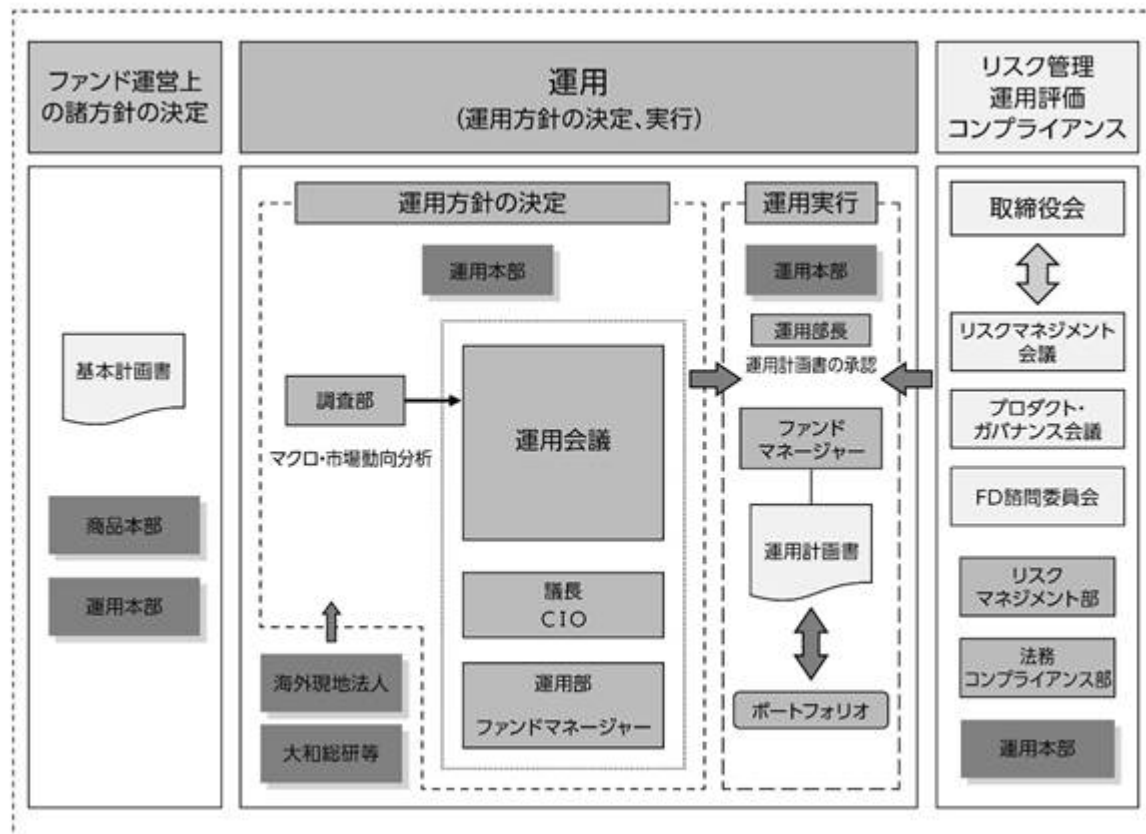 ファンド運営上
の諸方針の決定
運用
(運用方針の決定、実行)
リスク管理
運用評価
コンプライアンス
基本計画書
商品本部
運用本部
運用方針の決定
運用本部
調査部
マクロ・市場動向分析
運用会議
議長
CIO
運用部
ファンドマネージャー
海外現地法人
大和総研等
運用実行
運用本部
運用部長
運用計画書の承認
ファンド
マネージャー
運用計画書
ポートフォリオ
取締役会
リスクマネジメント
会議
プロダクト・
ガバナンス会議
FD諮問委員会
リスク
マネジメント部
法務
コンプライアンス部
運用本部